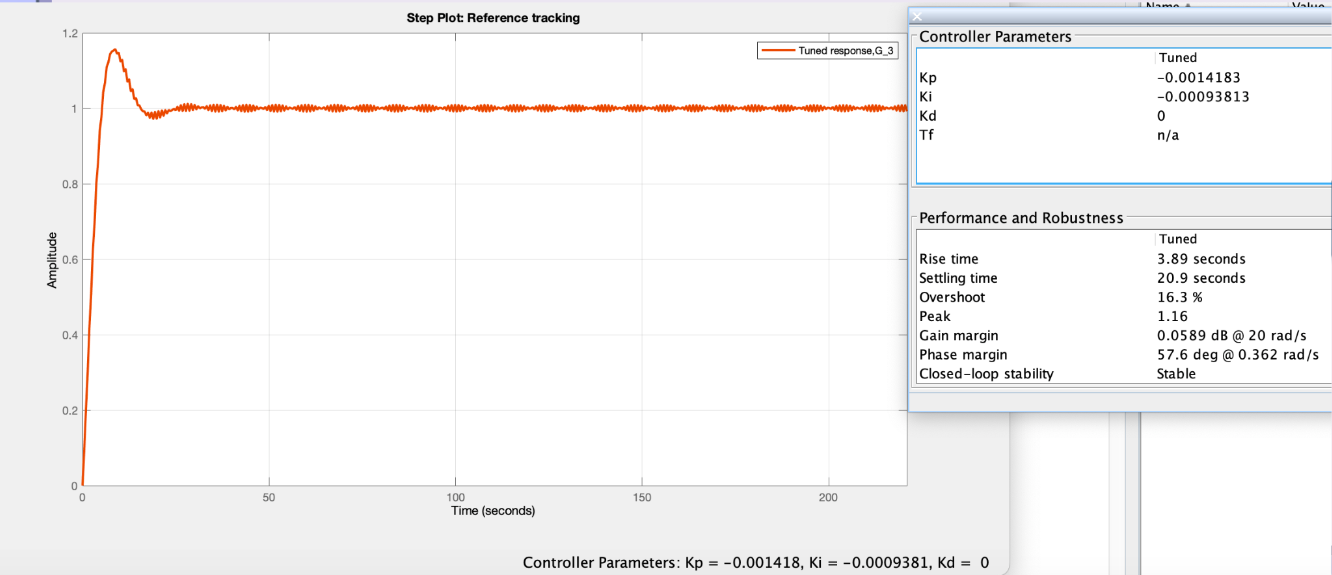 Step Plot: Reference tracking
Tuned response,G_3
1.2
1
0.8
0.6
0.4
0.2
0
Amplitude
0
50
100
150
200
Time (seconds)
Controller Parameters: Kp = -0.001418, Ki = -0.0009381, Kd = 0
Name
Value
Controller Parameters
Tuned
Kp -0.0014183
Ki -0.00093813
Kd 0
Tf n/a
Performance and Robustness
Tuned
Rise time 3.89 seconds
Settling time 20.9 seconds
Overshoot 16.3 %
Peak 1.16
Gain margin 0.0589 dB @ 20 rad/s
Phase margin 57.6 deg @ 0.362 rad/s
Closed-loop stability Stable